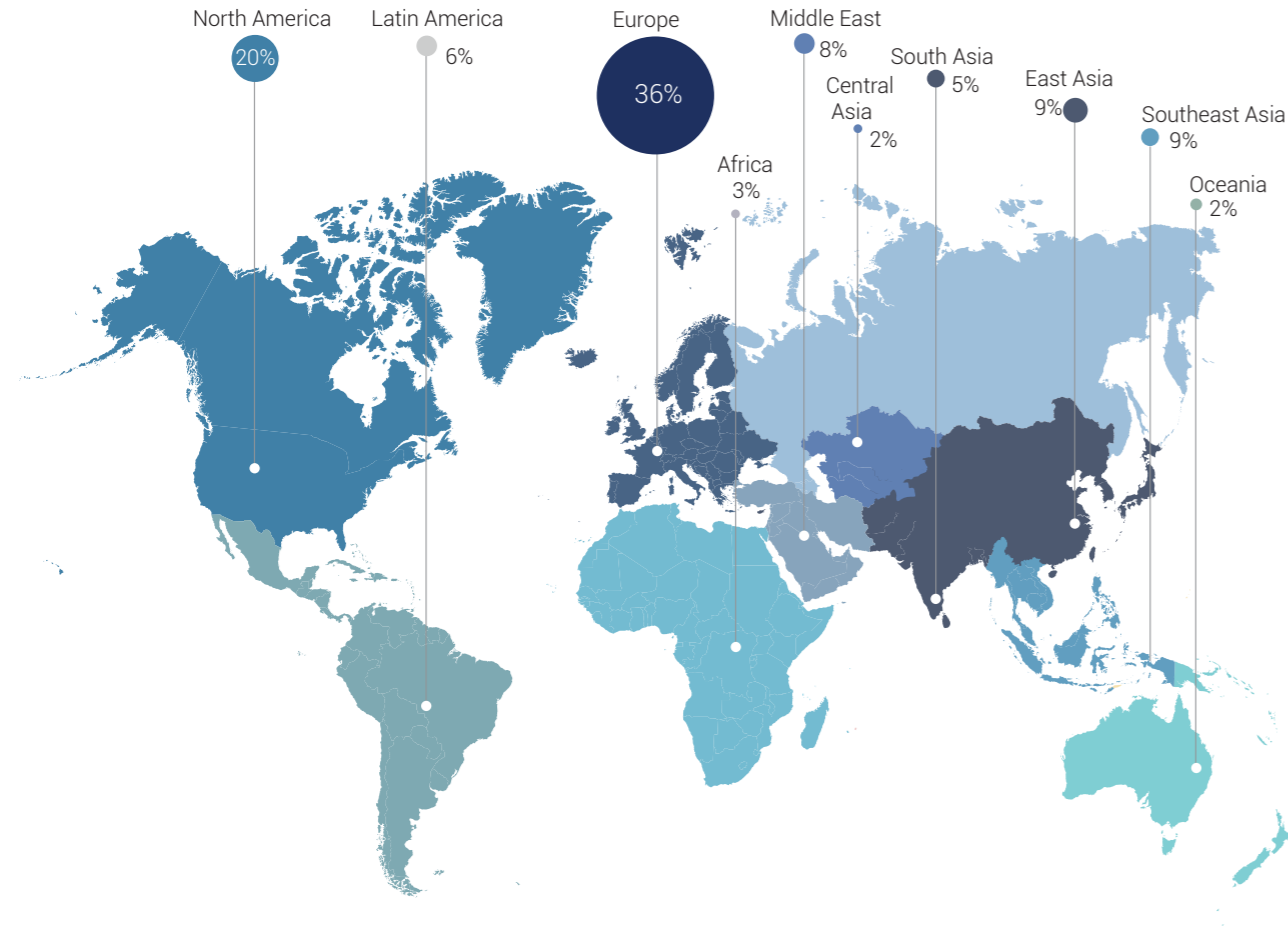 North America
20%
Latin America
6%
Europe
36%
Africa
3%
Middle East
8%
Central
Asia
2%
South Asia
5%
East Asia
9%
Southeast Asia
9%
Oceania
2%